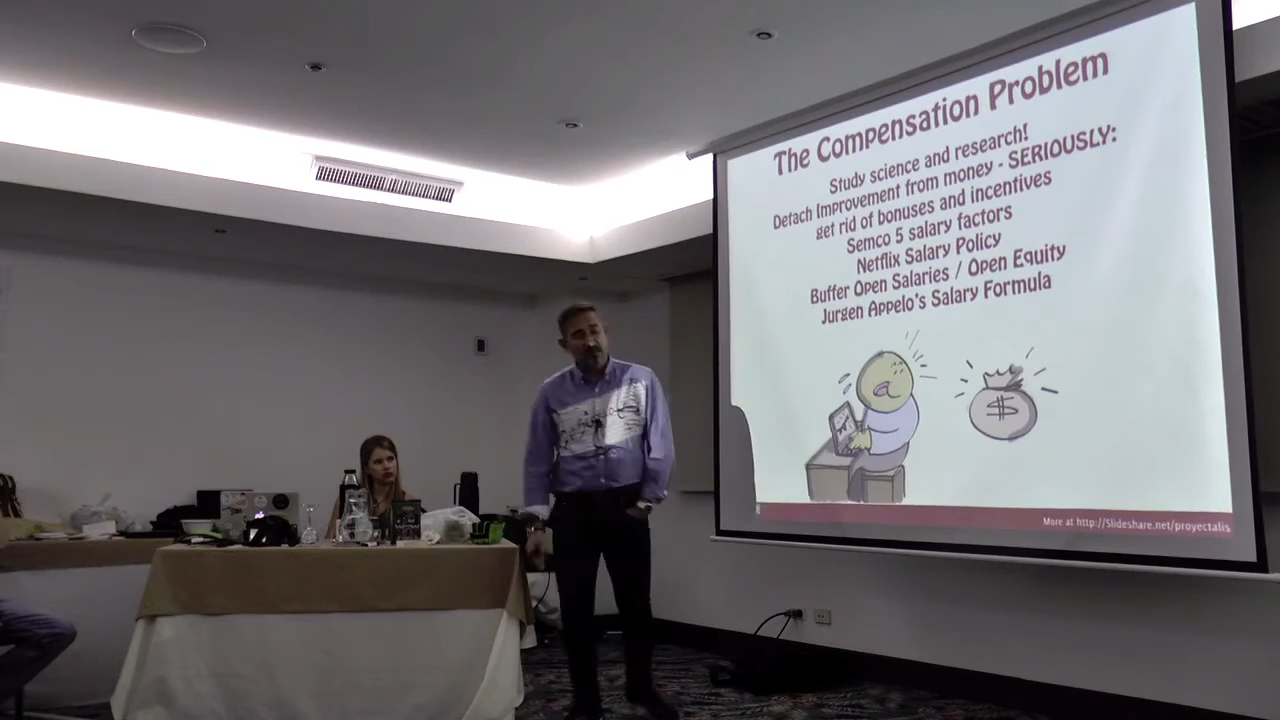 The Compensation Problem
Study science and research!
Detach Improvement from money - SERIOUSLY:
get rid of bonuses and incentives
Semco 5 salary factors
Netflix Salary Policy
Buffer Open Salaries / Open Equity
Jurgen Appelo's Salary Formula
$
More at http://Slideshare.net/proyectalis